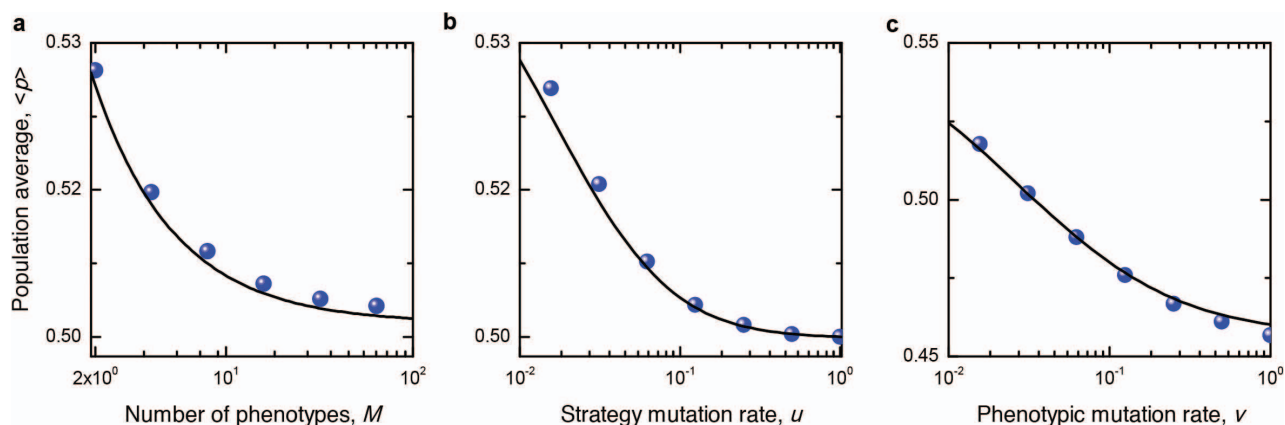 a
b
c
0.53
0.52
0.50
2x10⁰
10¹
10²
Population average, <p>
Number of phenotypes, M
0.53
0.52
0.50
10⁻²
10⁻¹
10⁰
Strategy mutation rate, u
0.55
0.50
0.45
10⁻²
10⁻¹
10⁰
Phenotypic mutation rate, v